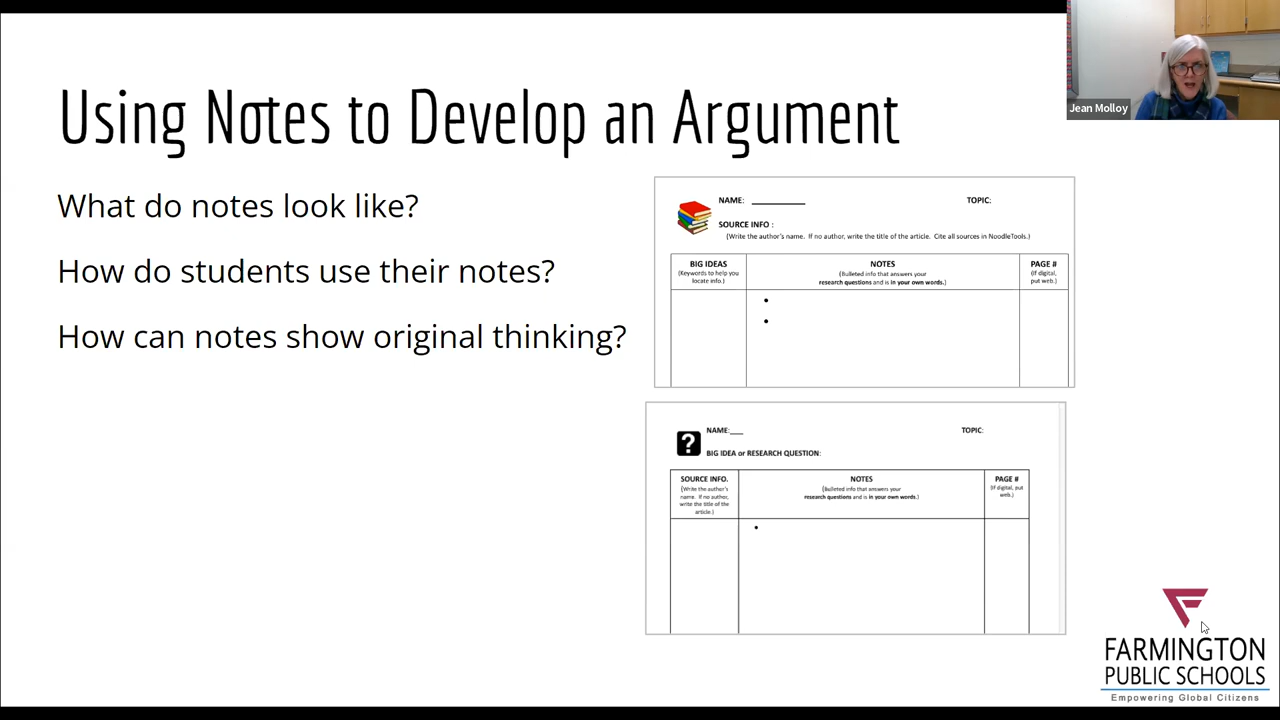 Using Notes to Develop an Argument
Jean Molloy
What do notes look like?
How do students use their notes?
How can notes show original thinking?
NAME: __________ TOPIC:
SOURCE INFO :
(Write the author's name. If no author, write the title of the article. Cite all sources in NoodleTools.)
BIG IDEAS
(Keywords to help you
locate info.)
NOTES
(Bulleted info that answers your
research questions and is in your own words.)
PAGE #
(If digital,
put web.)
?
NAME:___ TOPIC:
BIG IDEA or RESEARCH QUESTION:
SOURCE INFO.
(Write the author's
name. If no author,
write the title of the
article.)
NOTES
(Bulleted info that answers your
research questions and is in your own words.)
PAGE #
(If digital, put
web.)
FARMINGTON
PUBLIC SCHOOLS
Empowering Global Citizens